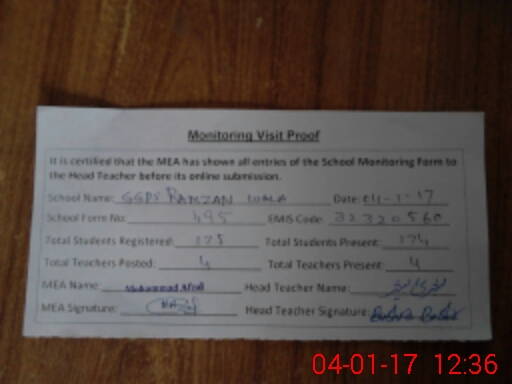 Monitoring Visit Proof
It is certified that the MEA has shown all entries of the School Monitoring Form to
the Head Teacher before its online submission.
School Name: GGPS RAMZAN WALA Date: 04-1-17
School Form No: 495 EMIS Code: 32320560
Total Students Registered: 175 Total Students Present: 174
Total Teachers Posted: 4 Total Teachers Present: 4
MEA Name: Muhammad Afzal Head Teacher Name:
MEA Signature: Head Teacher Signature:
04-01-17 12:36